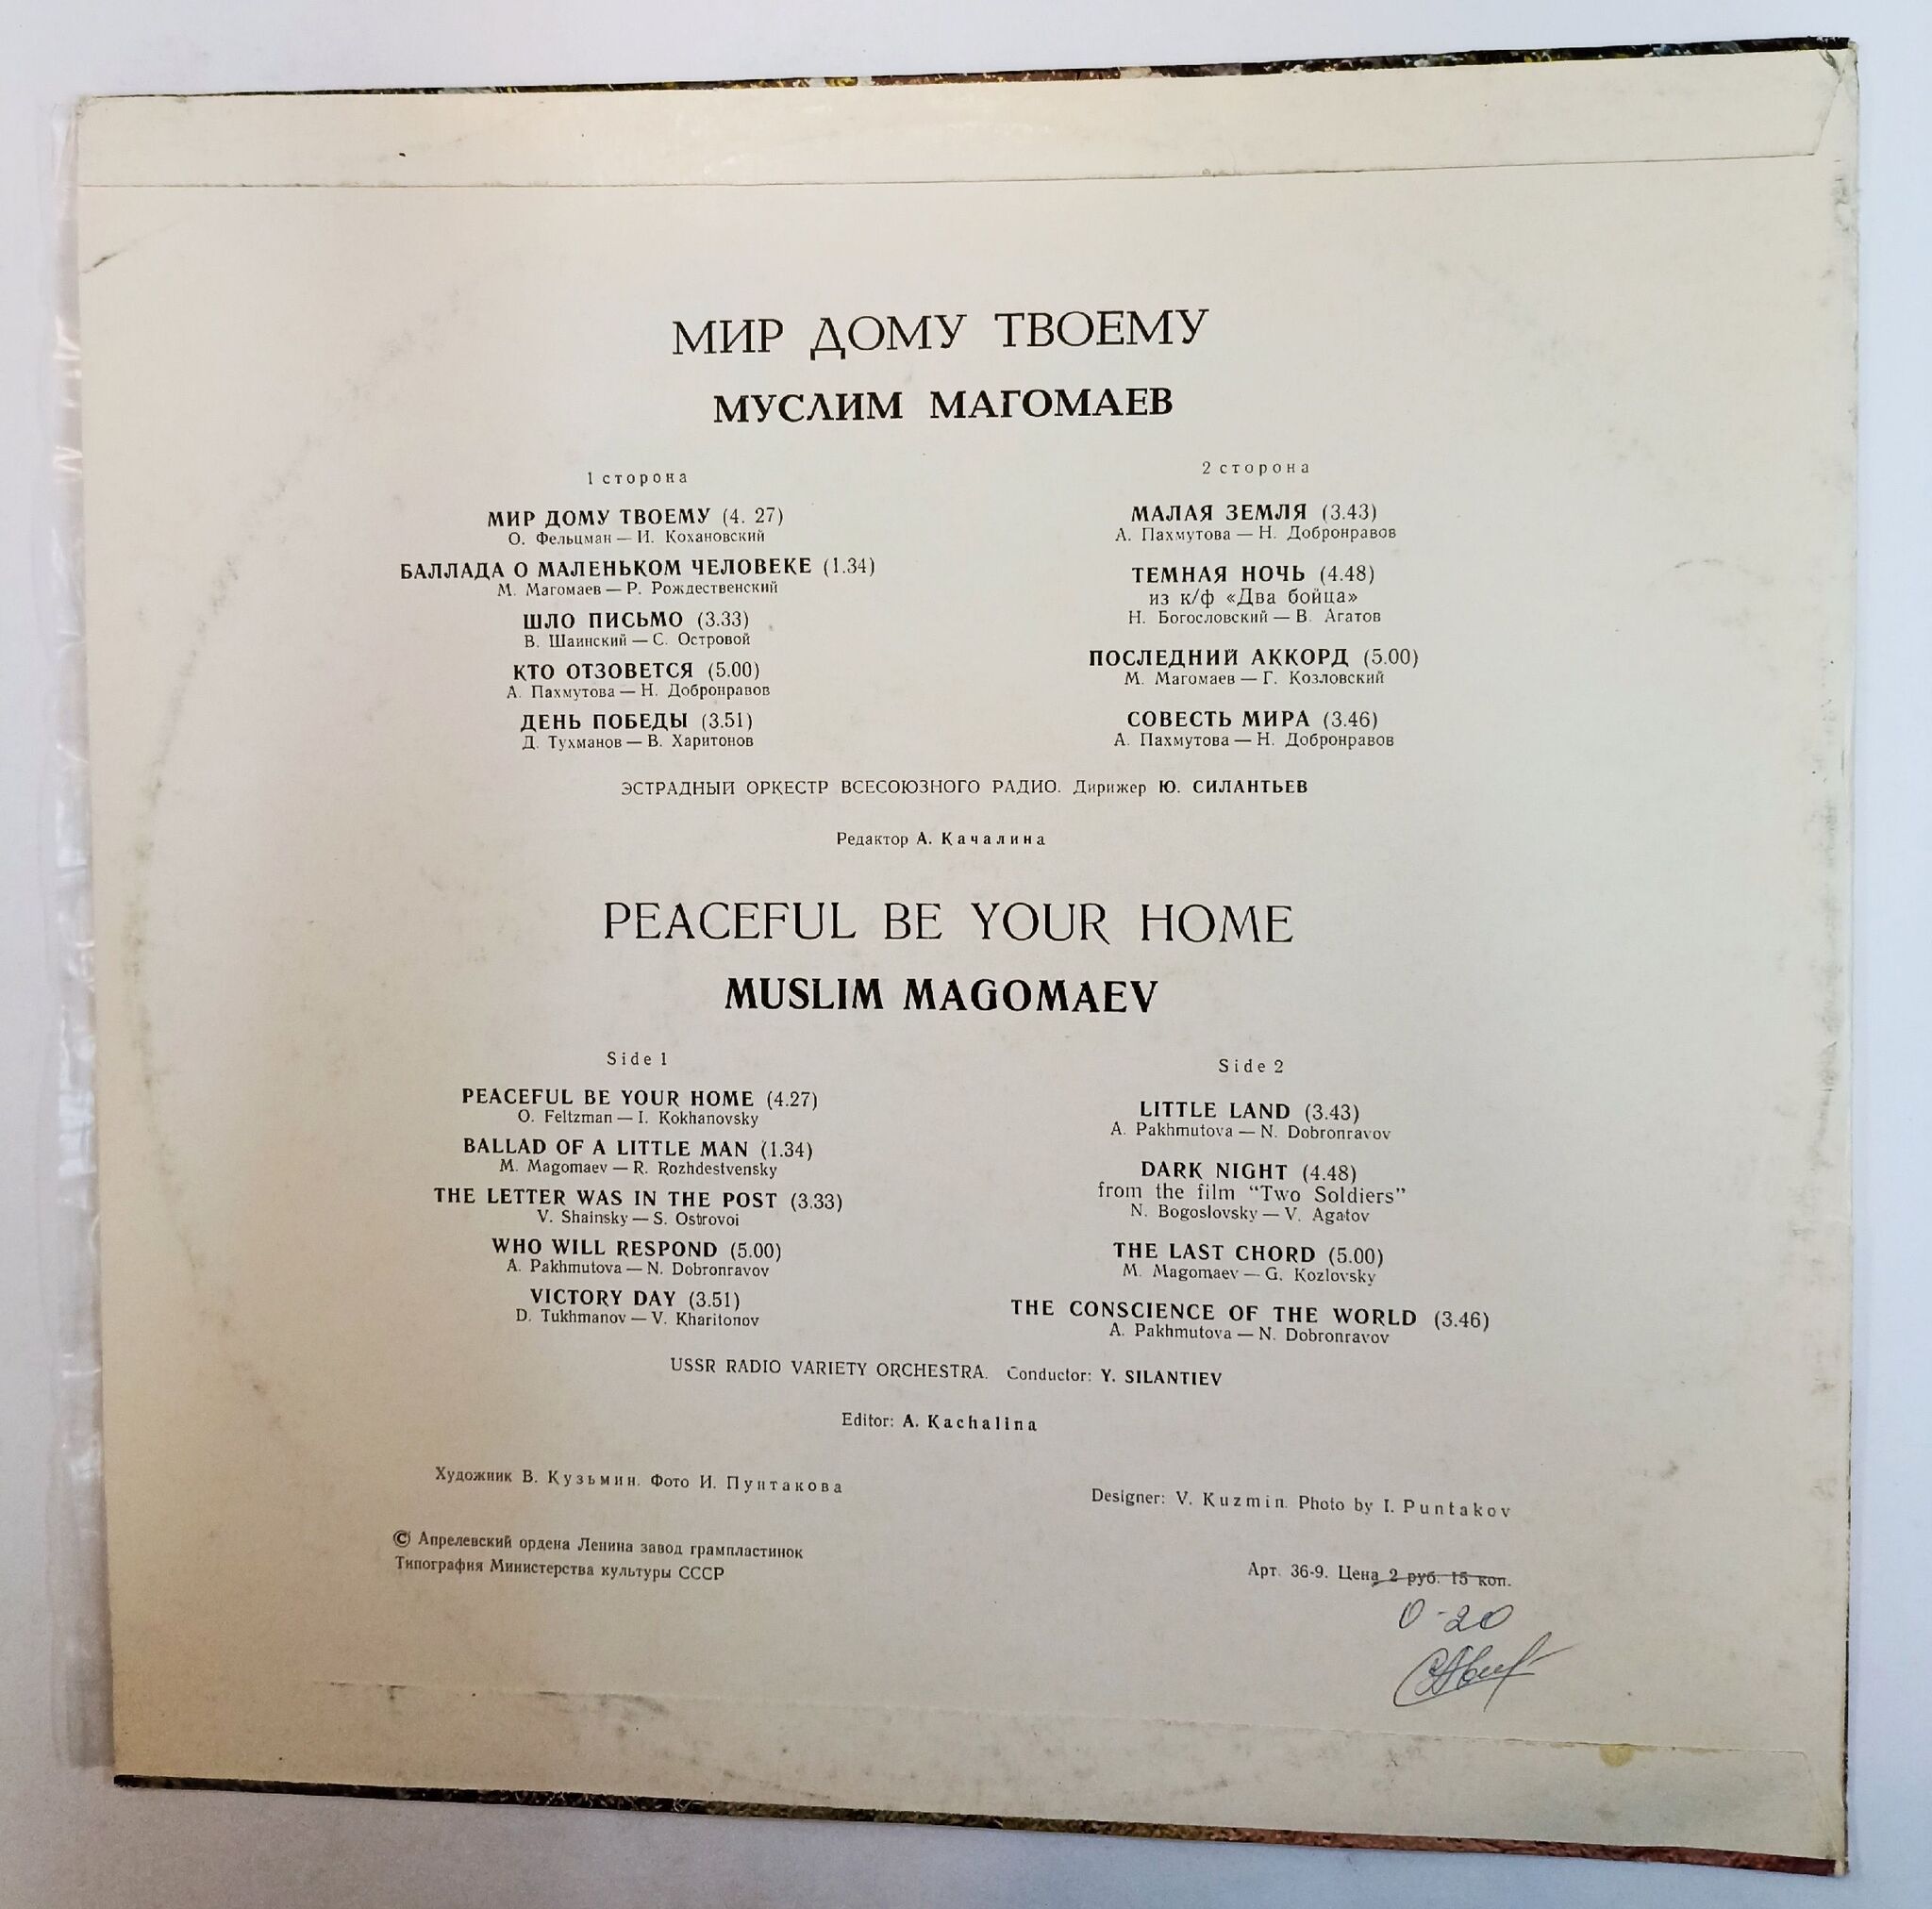 МИР ДОМУ ТВОЕМУ
МУСЛИМ МАГОМАЕВ
1 сторона
МИР ДОМУ ТВОЕМУ (4. 27)
О. Фельцман — И. Кохановский
БАЛЛАДА О МАЛЕНЬКОМ ЧЕЛОВЕКЕ (1.34)
М. Магомаев — Р. Рождественский
ШЛО ПИСЬМО (3.33)
В. Шаинский — С. Островой
КТО ОТЗОВЕТСЯ (5.00)
А. Пахмутова — Н. Добронравов
ДЕНЬ ПОБЕДЫ (3.51)
Д. Тухманов — В. Харитонов
2 сторона
МАЛАЯ ЗЕМЛЯ (3.43)
А. Пахмутова — Н. Добронравов
ТЕМНАЯ НОЧЬ (4.48)
из к/ф «Два бойца»
Н. Богословский — В. Агатов
ПОСЛЕДНИЙ АККОРД (5.00)
М. Магомаев — Г. Козловский
СОВЕСТЬ МИРА (3.46)
А. Пахмутова — Н. Добронравов
ЭСТРАДНЫЙ ОРКЕСТР ВСЕСОЮЗНОГО РАДИО. Дирижер Ю. СИЛАНТЬЕВ
Редактор А. Качалина
PEACEFUL BE YOUR HOME
MUSLIM MAGOMAEV
Side 1
PEACEFUL BE YOUR HOME (4.27)
O. Feltzman — I. Kokhanovsky
BALLAD OF A LITTLE MAN (1.34)
M. Magomaev — R. Rozhdestvensky
THE LETTER WAS IN THE POST (3.33)
V. Shainsky — S. Ostrovoi
WHO WILL RESPOND (5.00)
A. Pakhmutova — N. Dobronravov
VICTORY DAY (3.51)
D. Tukhmanov — V. Kharitonov
Side 2
LITTLE LAND (3.43)
A. Pakhmutova — N. Dobronravov
DARK NIGHT (4.48)
from the film “Two Soldiers”
N. Bogoslovsky — V. Agatov
THE LAST CHORD (5.00)
M. Magomaev — G. Kozlovsky
THE CONSCIENCE OF THE WORLD (3.46)
A. Pakhmutova — N. Dobronravov
USSR RADIO VARIETY ORCHESTRA. Conductor: Y. SILANTIEV
Editor: A. Kachalina
Художник В. Кузьмин. Фото И. Пунтакова
Designer: V. Kuzmin. Photo by I. Puntakov
© Апрелевский ордена Ленина завод грампластинок
Типография Министерства культуры СССР
Арт. 36-9. Цена 2 руб. 15 коп.
0-20